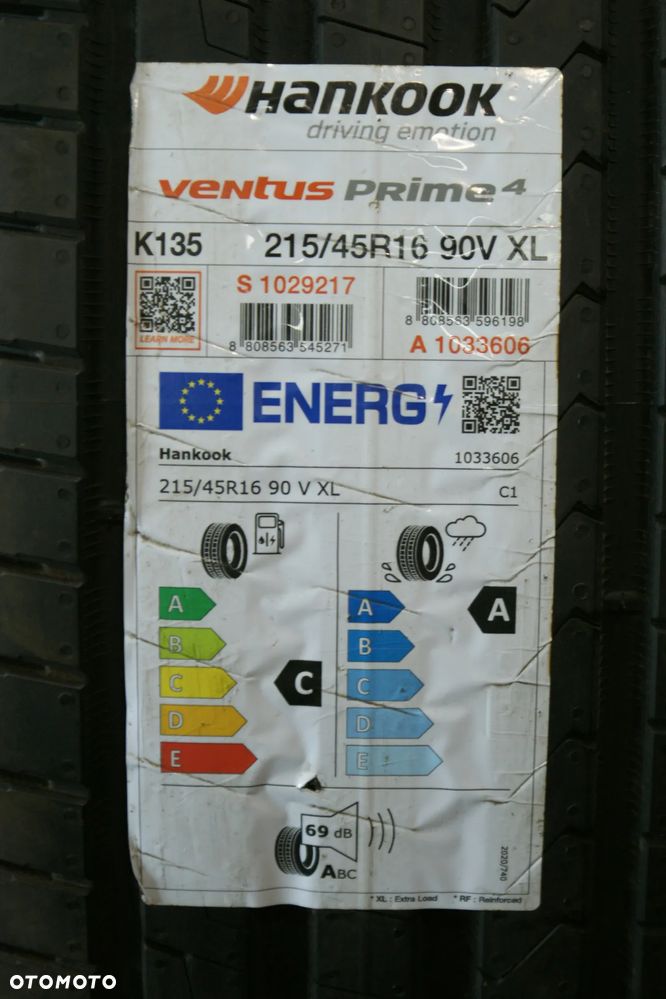 Hankook
driving emotion
ventus Prime4
K135 215/45R16 90V XL
LEARN MORE
S 1029217
8 808563 545271
8 808563 596198
A 1033606
ENERG
Hankook 1033606
215/45R16 90 V XL C1
A
B
C
D
E
C
A
B
C
D
E
A
69 dB
ABC
2020/740
* XL : Extra Load * RF : Reinforced
OTOMOTO